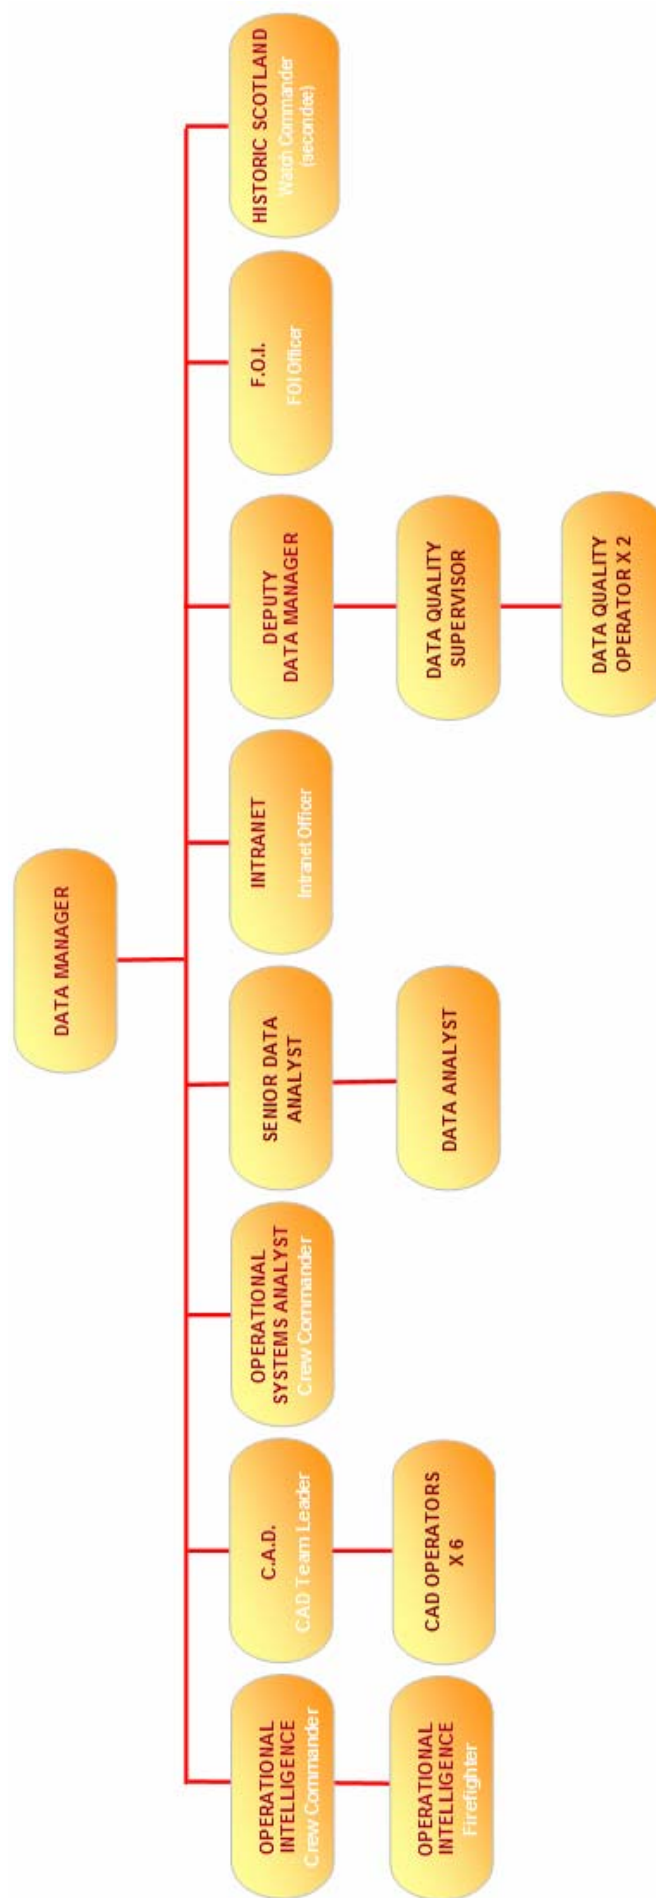 DATA MANAGER
OPERATIONAL
INTELLIGENCE
Crew Commander
C.A.D.
CAD Team Leader
OPERATIONAL
SYSTEMS ANALYST
Crew Commander
SENIOR DATA
ANALYST
INTRANET
Intranet Officer
DEPUTY
DATA MANAGER
F.O.I.
FOI Officer
HISTORIC SCOTLAND
Watch Commander
(secondee)
OPERATIONAL
INTELLIGENCE
Firefighter
CAD OPERATORS
X 6
DATA ANALYST
DATA QUALITY
SUPERVISOR
DATA QUALITY
OPERATOR X 2